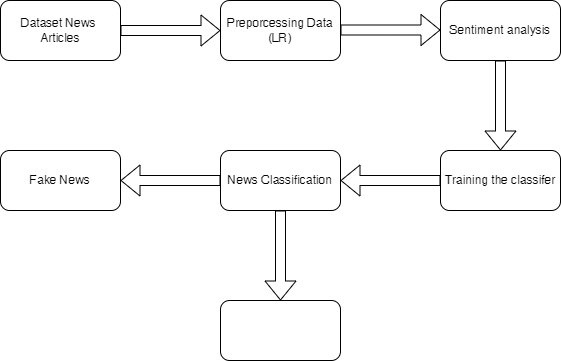 Dataset News
Articles
Preporcessing Data
(LR)
Sentiment analysis
Fake News
News Classification
Training the classifer